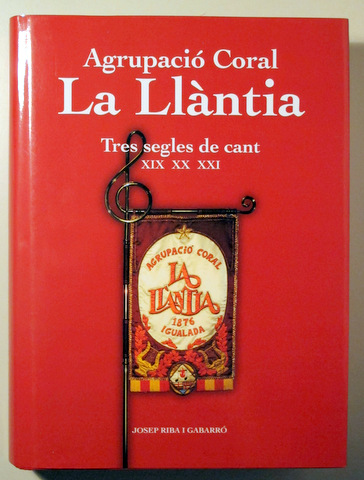 Agrupació Coral
La Llàntia
Tres segles de cant
XIX XX XXI
AGRUPACIÓ CORAL
LA
LLANTIA
1876
IGUALADA
JOSEP RIBA I GABARRÓ